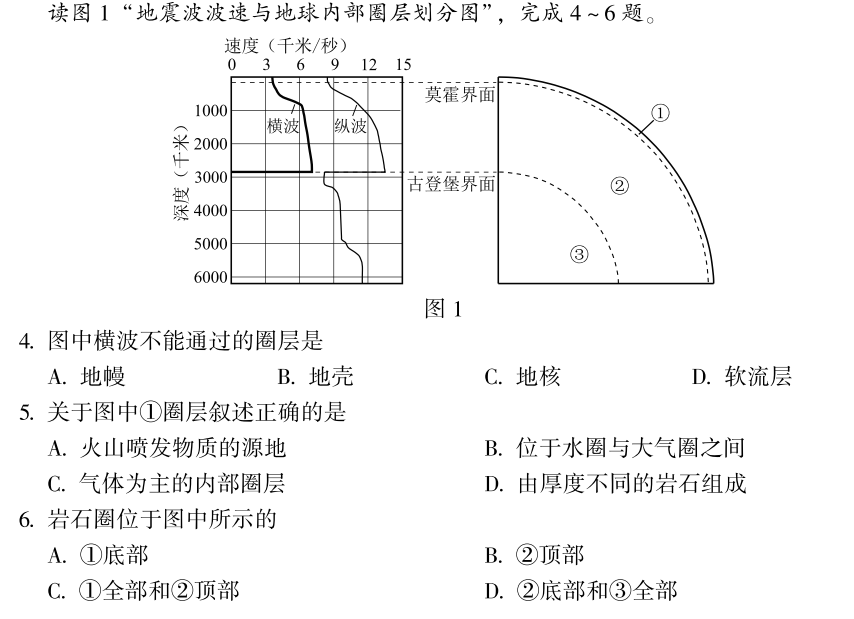 读图 1 “地震波波速与地球内部圈层划分图”，完成 4～6 题。
速度（千米/秒）
0 3 6 9 12 15
莫霍界面
①
1000
横波 纵波
2000
深度（千米）
②
3000
古登堡界面
4000
③
5000
6000
图 1
4. 图中横波不能通过的圈层是
A. 地幔 B. 地壳 C. 地核 D. 软流层
5. 关于图中①圈层叙述正确的是
A. 火山喷发物质的源地 B. 位于水圈与大气圈之间
C. 气体为主的内部圈层 D. 由厚度不同的岩石组成
6. 岩石圈位于图中所示的
A. ①底部 B. ②顶部
C. ①全部和②顶部 D. ②底部和③全部